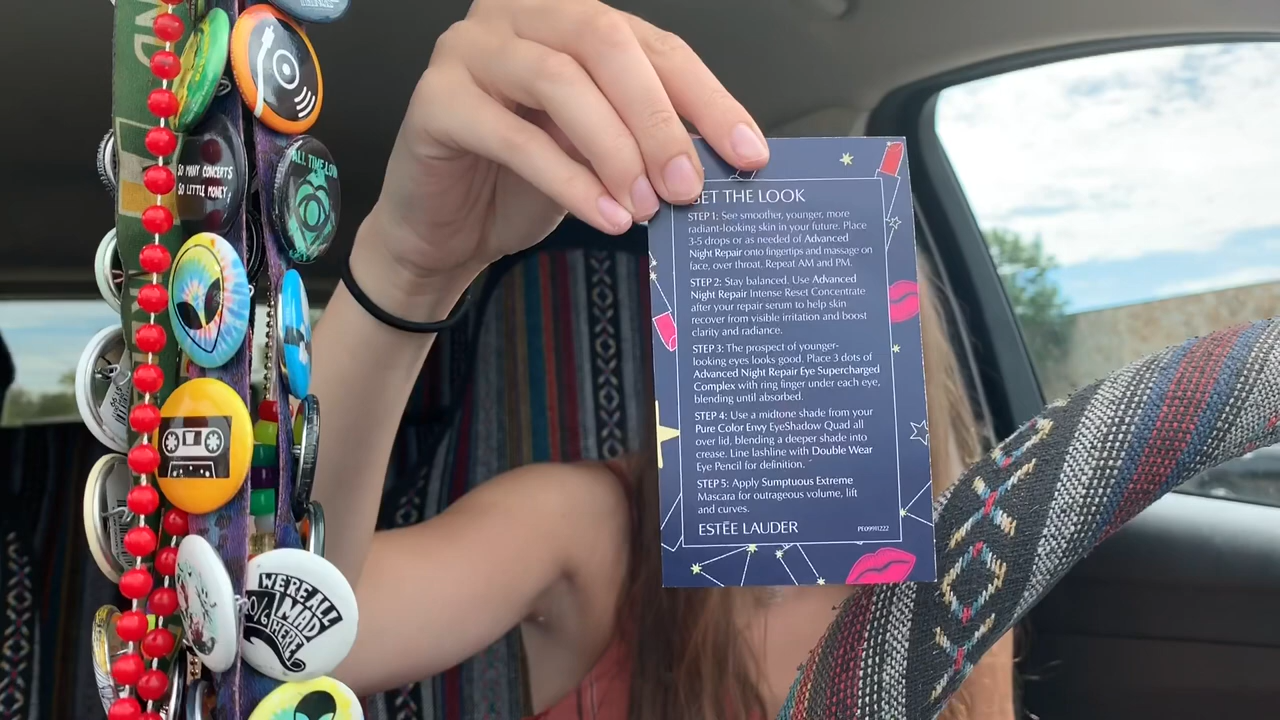 SO MANY CONCERTS
SO LITTLE MONEY
ALL TIME LOW
WE'RE ALL
MAD
HERE
10/6
GET THE LOOK
STEP 1: See smoother, younger, more
radiant-looking skin in your future. Place
3-5 drops or as needed of Advanced
Night Repair onto fingertips and massage on
face, over throat. Repeat AM and PM.
STEP 2: Stay balanced. Use Advanced
Night Repair Intense Reset Concentrate
after your repair serum to help skin
recover from visible irritation and boost
clarity and radiance.
STEP 3: The prospect of younger-
looking eyes looks good. Place 3 dots of
Advanced Night Repair Eye Supercharged
Complex with ring finger under each eye,
blending until absorbed.
STEP 4: Use a midtone shade from your
Pure Color Envy EyeShadow Quad all
over lid, blending a deeper shade into
crease. Line lashline with Double Wear
Eye Pencil for definition.
STEP 5: Apply Sumptuous Extreme
Mascara for outrageous volume, lift
and curves.
ESTĒE LAUDER